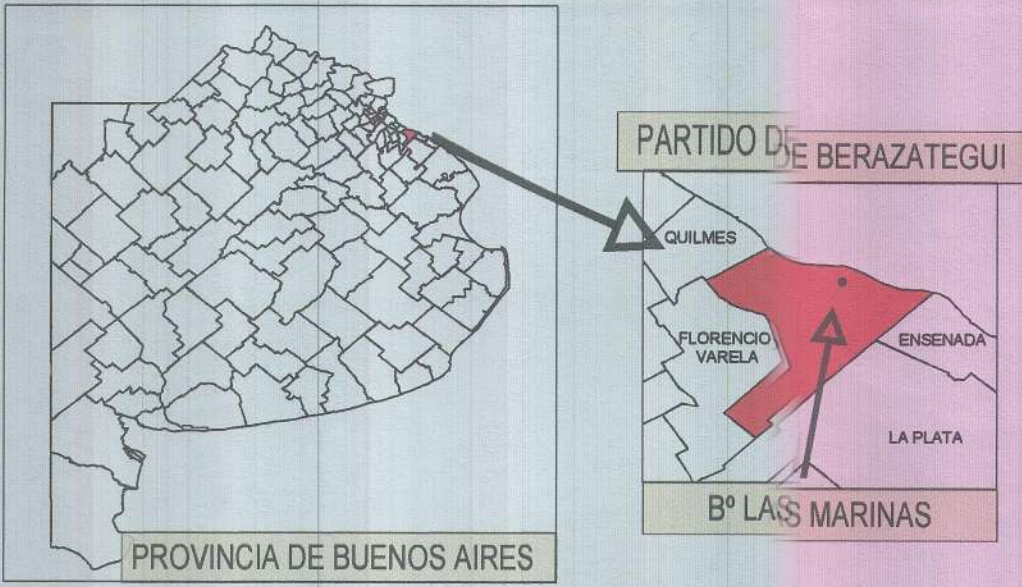 PARTIDO DE BERAZATEGUI
QUILMES
FLORENCIO
VARELA
ENSENADA
LA PLATA
Bº LAS MARINAS
PROVINCIA DE BUENOS AIRES